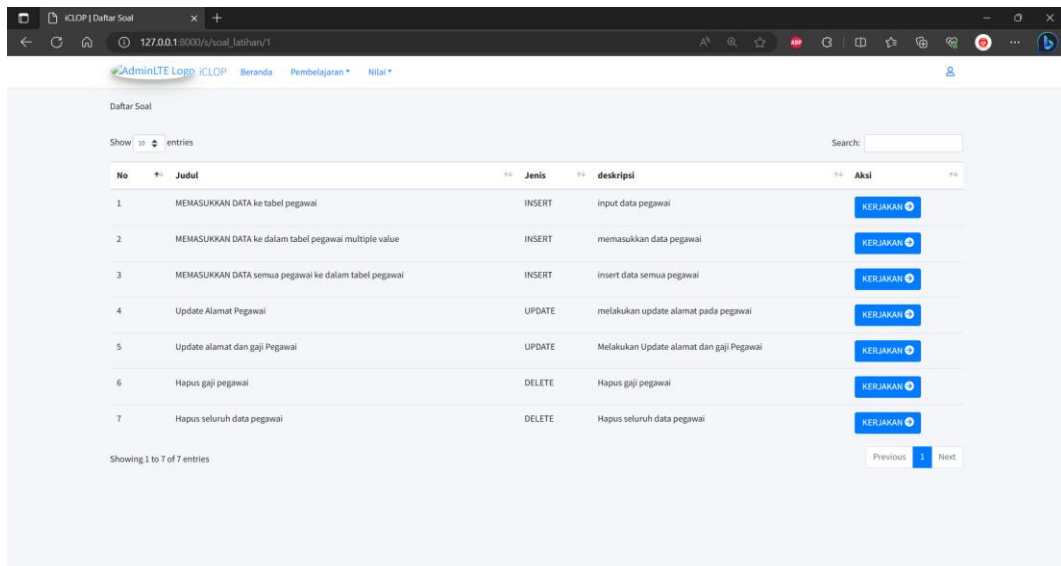 iCLOP | Daftar Soal
127.0.0.1:8000/s/soal_latihan/1
AdminLTE Logo iCLOP Beranda Pembelajaran Nilai
Daftar Soal
Show 10 entries Search:
No Judul Jenis deskripsi Aksi
1 MEMASUKKAN DATA ke tabel pegawai INSERT input data pegawai KERJAKAN
2 MEMASUKKAN DATA ke dalam tabel pegawai multiple value INSERT memasukkan data pegawai KERJAKAN
3 MEMASUKKAN DATA semua pegawai ke dalam tabel pegawai INSERT insert data semua pegawai KERJAKAN
4 Update Alamat Pegawai UPDATE melakukan update alamat pada pegawai KERJAKAN
5 Update alamat dan gaji Pegawai UPDATE Melakukan Update alamat dan gaji Pegawai KERJAKAN
6 Hapus gaji pegawai DELETE Hapus gaji pegawai KERJAKAN
7 Hapus seluruh data pegawai DELETE Hapus seluruh data pegawai KERJAKAN
Showing 1 to 7 of 7 entries Previous 1 Next